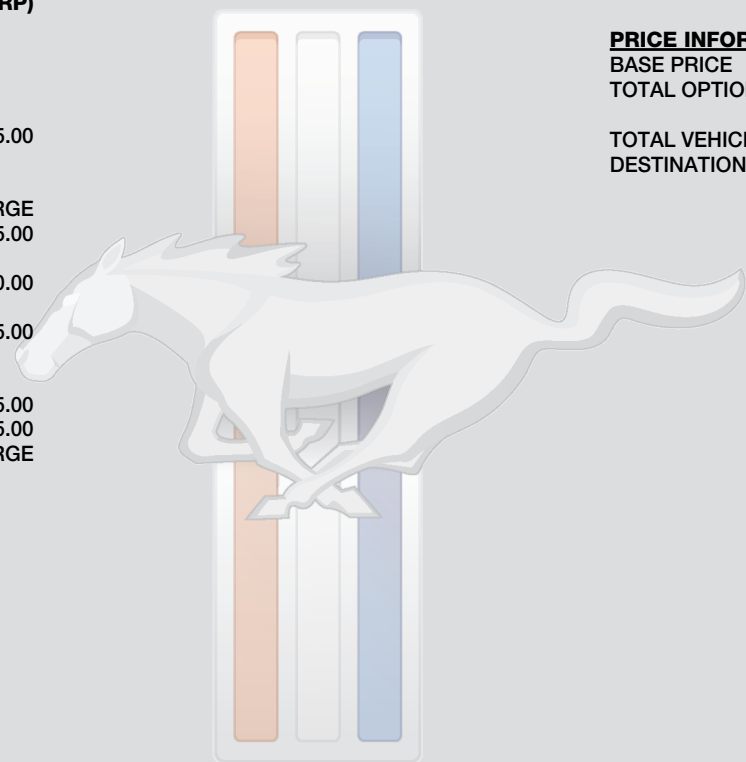 RP)
5.00
RGE
5.00
0.00
5.00
5.00
5.00
RGE
PRICE INFOR
BASE PRICE
TOTAL OPTIO
TOTAL VEHIC
DESTINATION